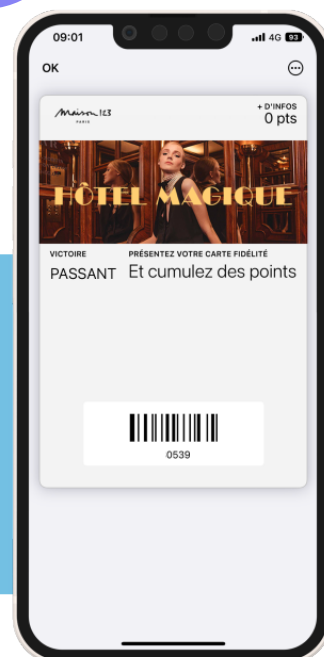 09:01
4G 93
OK
Maison 123
PARIS
+ D'INFOS
0 pts
HÔTEL MAGIQUE
VICTOIRE
PRÉSENTEZ VOTRE CARTE FIDÉLITÉ
PASSANT
Et cumulez des points
0539